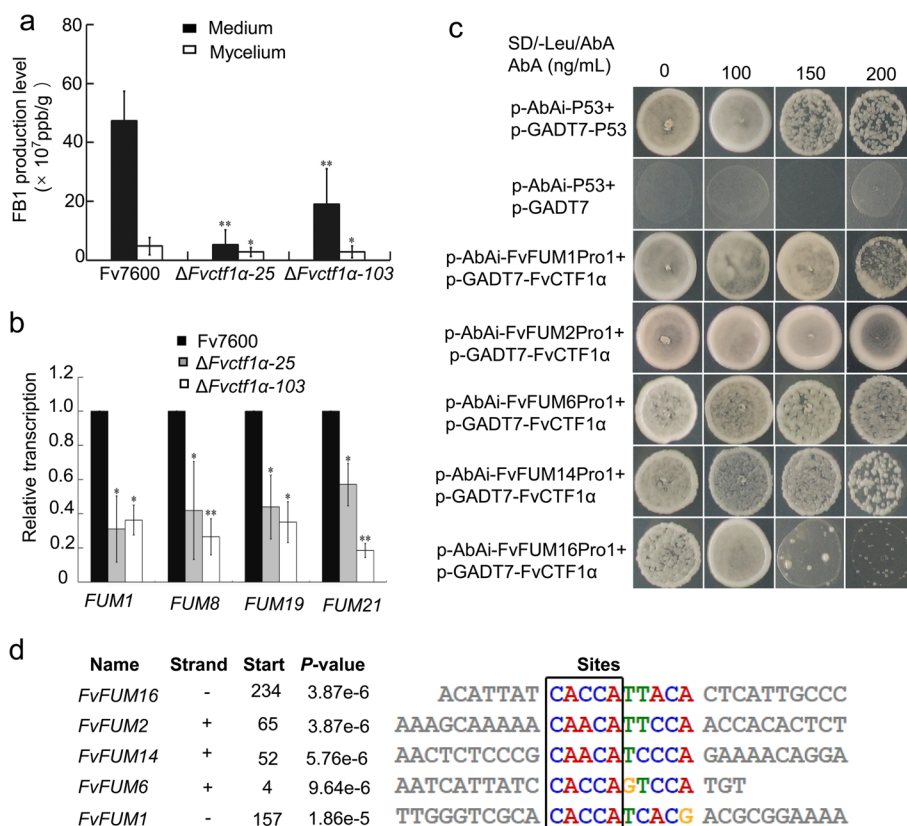 a
80
60
40
20
0
FB1 production level
(× 10⁷ppb/g)
Medium
Mycelium
** * ** *
Fv7600 ΔFvctf1α-25 ΔFvctf1α-103
b
Fv7600
ΔFvctf1α-25
ΔFvctf1α-103
1.2
1.0
0.8
0.6
0.4
0.2
0
Relative transcription
* * * ** * * * **
FUM1 FUM8 FUM19 FUM21
c
SD/-Leu/AbA
AbA (ng/mL) 0 100 150 200
p-AbAi-P53+
p-GADT7-P53
p-AbAi-P53+
p-GADT7
p-AbAi-FvFUM1Pro1+
p-GADT7-FvCTF1α
p-AbAi-FvFUM2Pro1+
p-GADT7-FvCTF1α
p-AbAi-FvFUM6Pro1+
p-GADT7-FvCTF1α
p-AbAi-FvFUM14Pro1+
p-GADT7-FvCTF1α
p-AbAi-FvFUM16Pro1+
p-GADT7-FvCTF1α
d
Name Strand Start P-value Sites
FvFUM16 - 234 3.87e-6 ACATTAT CACCATTACA CTCATTGCCC
FvFUM2 + 65 3.87e-6 AAAGCAAAAA CAACATTCCA ACCACACTCT
FvFUM14 + 52 5.76e-6 AACTCTCCCG CAACATCCCA GAAAACAGGA
FvFUM6 + 4 9.64e-6 AATCATTATC CACCAGTCCA TGT
FvFUM1 - 157 1.86e-5 TTGGGTCGCA CACCATCACG ACGCGGAAAA